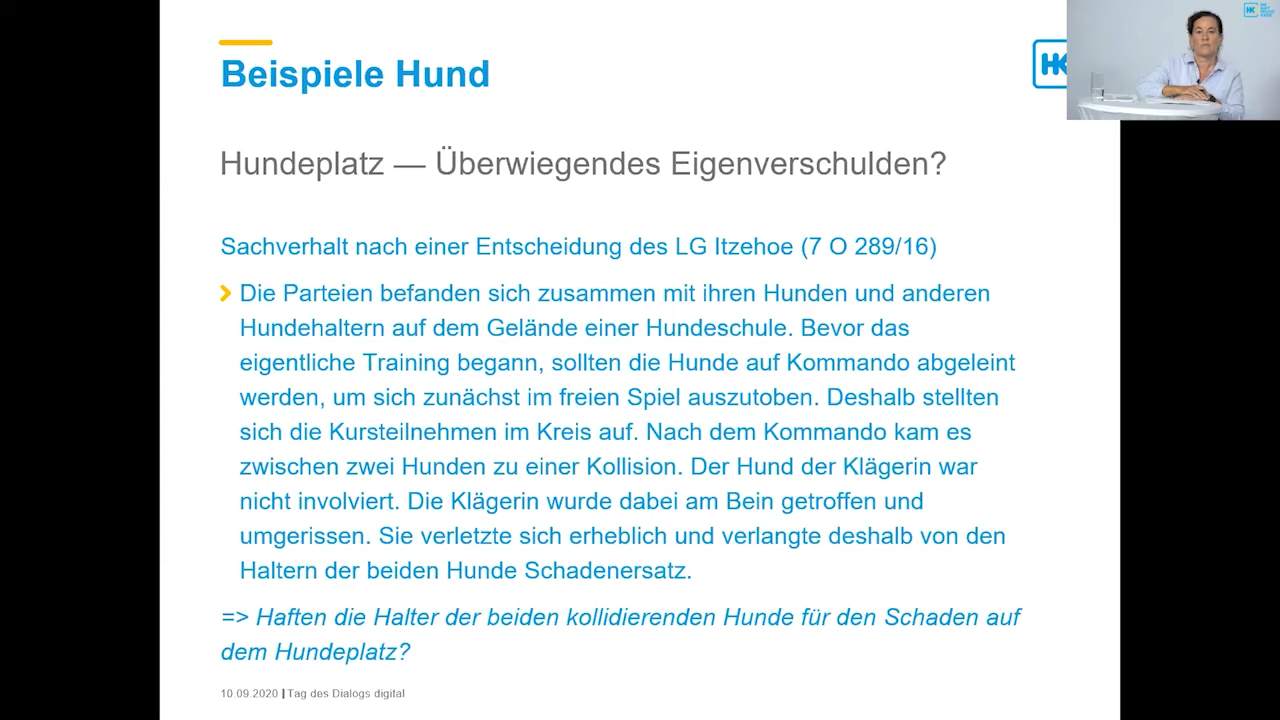 Beispiele Hund
HK
Hundeplatz — Überwiegendes Eigenverschulden?
Sachverhalt nach einer Entscheidung des LG Itzehoe (7 O 289/16)
Die Parteien befanden sich zusammen mit ihren Hunden und anderen
Hundehaltern auf dem Gelände einer Hundeschule. Bevor das
eigentliche Training begann, sollten die Hunde auf Kommando abgeleint
werden, um sich zunächst im freien Spiel auszutoben. Deshalb stellten
sich die Kursteilnehmen im Kreis auf. Nach dem Kommando kam es
zwischen zwei Hunden zu einer Kollision. Der Hund der Klägerin war
nicht involviert. Die Klägerin wurde dabei am Bein getroffen und
umgerissen. Sie verletzte sich erheblich und verlangte deshalb von den
Haltern der beiden Hunde Schadenersatz.
=> Haften die Halter der beiden kollidierenden Hunde für den Schaden auf
dem Hundeplatz?
10.09.2020 | Tag des Dialogs digital